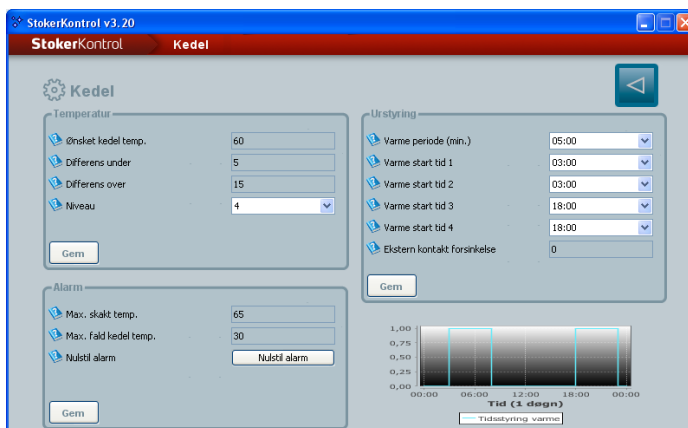 StokerKontrol v3.20
StokerKontrol Kedel
Kedel
Temperatur
Ønsket kedel temp. 60
Differens under 5
Differens over 15
Niveau 4
Gem
Alarm
Max. skakt temp. 65
Max. fald kedel temp. 30
Nulstil alarm Nulstil alarm
Gem
Urstyring
Varme periode (min.) 05:00
Varme start tid 1 03:00
Varme start tid 2 03:00
Varme start tid 3 18:00
Varme start tid 4 18:00
Ekstern kontakt forsinkelse 0
Gem
1,00
0,75
0,50
0,25
0,00
00:00 06:00 12:00 18:00 00:00
Tid (1 døgn)
Tidsstyring varme